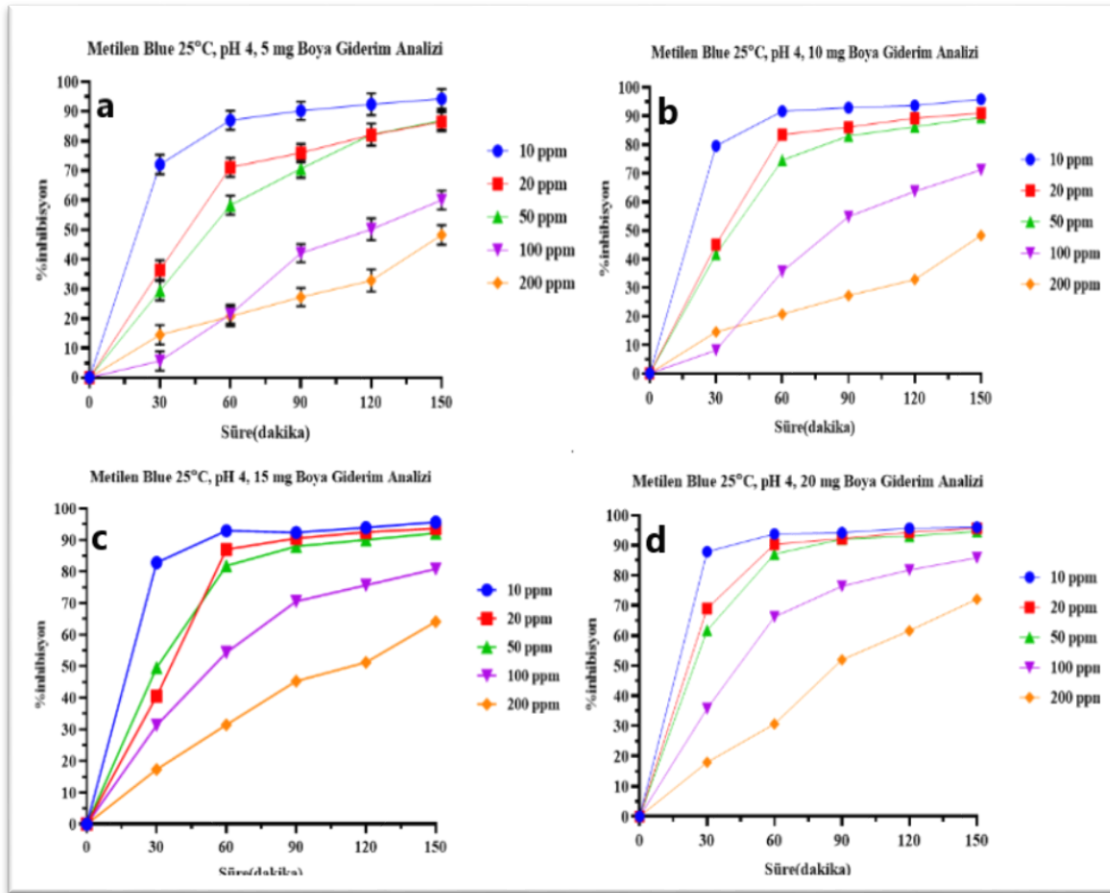 Metilen Blue 25°C, pH 4, 5 mg Boya Giderim Analizi
a
%inhibisyon
100
90
80
70
60
50
40
30
20
10
0
0 30 60 90 120 150
Süre(dakika)
10 ppm
20 ppm
50 ppm
100 ppm
200 ppm
Metilen Blue 25°C, pH 4, 10 mg Boya Giderim Analizi
b
%inhibisyon
100
90
80
70
60
50
40
30
20
10
0
0 30 60 90 120 150
Süre(dakika)
10 ppm
20 ppm
50 ppm
100 ppm
200 ppm
Metilen Blue 25°C, pH 4, 15 mg Boya Giderim Analizi
c
%inhibisyon
100
90
80
70
60
50
40
30
20
10
0
0 30 60 90 120 150
Süre(dakika)
10 ppm
20 ppm
50 ppm
100 ppm
200 ppm
Metilen Blue 25°C, pH 4, 20 mg Boya Giderim Analizi
d
%inhibisyon
100
90
80
70
60
50
40
30
20
10
0
0 30 60 90 120 150
Süre(dakika)
10 ppm
20 ppm
50 ppm
100 ppm
200 ppm